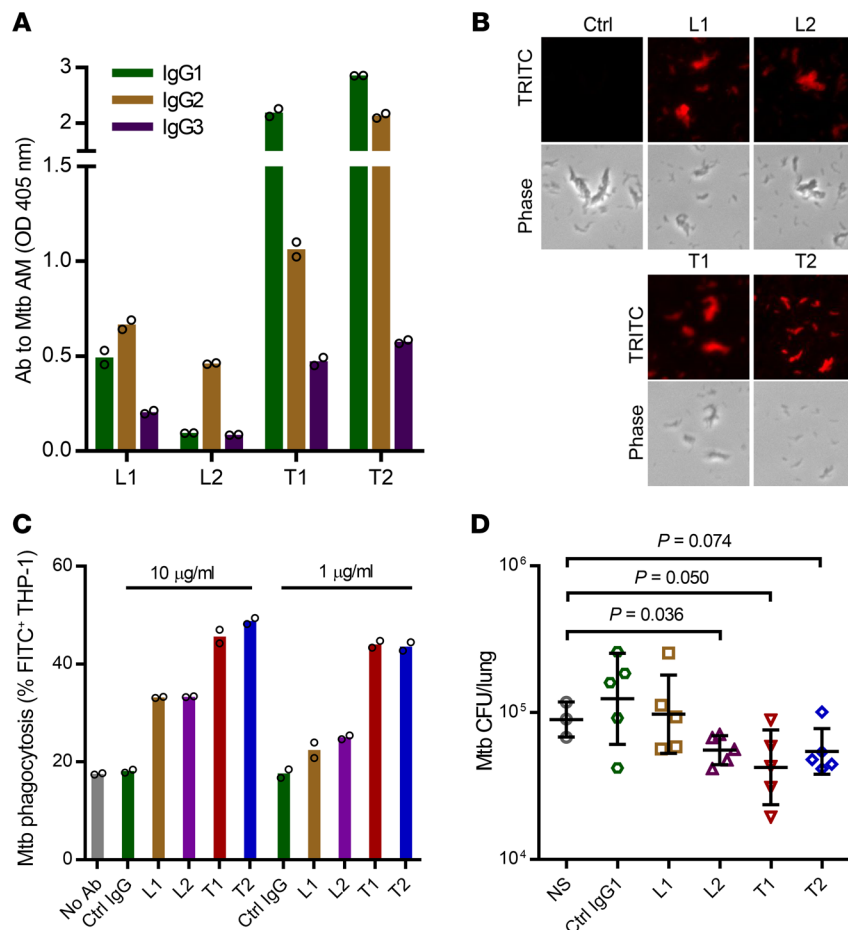 A
Ab to Mtb AM (OD 405 nm)
3
2
1.5
1.0
0.5
0.0
IgG1
IgG2
IgG3
L1 L2 T1 T2
B
Ctrl L1 L2
TRITC
Phase
T1 T2
TRITC
Phase
C
Mtb phagocytosis (% FITC⁺ THP-1)
60
40
20
0
10 μg/ml 1 μg/ml
No Ab Ctrl IgG L1 L2 T1 T2 Ctrl IgG L1 L2 T1 T2
D
Mtb CFU/lung
10⁶
10⁵
10⁴
P = 0.074
P = 0.050
P = 0.036
NS Ctrl IgG1 L1 L2 T1 T2